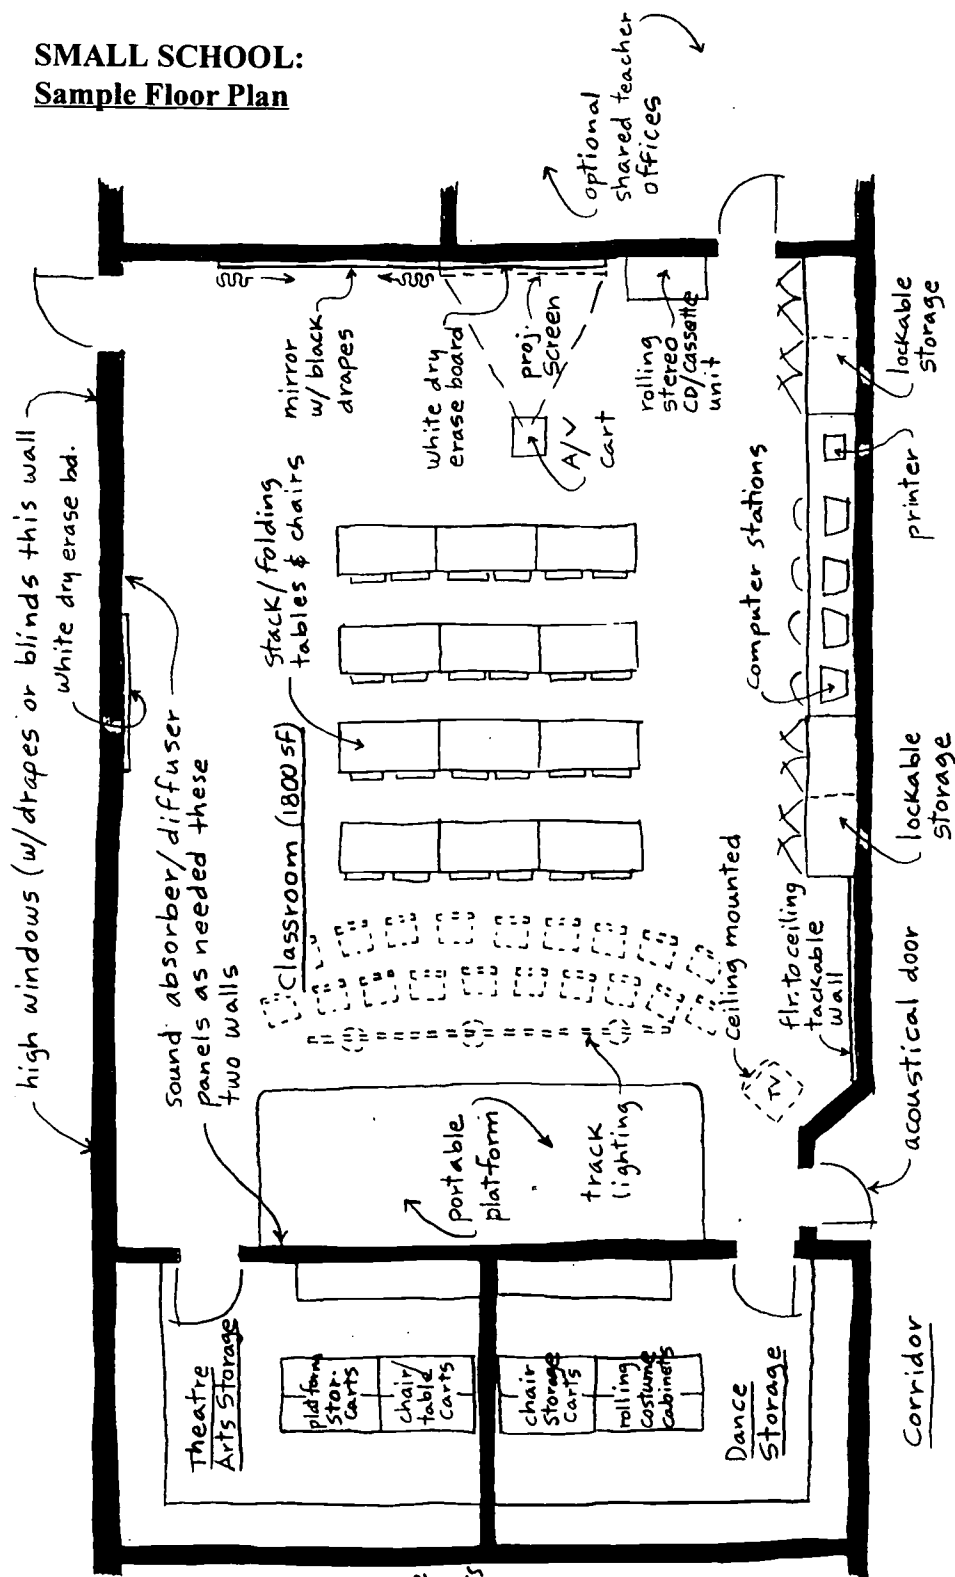 SMALL SCHOOL:
Sample Floor Plan
optional
shared teacher
offices
high windows (w/drapes or blinds this wall
white dry erase bd.
sound absorber/diffuser
panels as needed these
two walls
mirror
w/ black
drapes
white dry
erase board
proj.
screen
rolling
stereo
CD/cassette
unit
A/V
cart
lockable
storage
printer
computer stations
stack/folding
tables & chairs
Classroom (1800 sf)
lockable
storage
ceiling mounted
TV
flr. to ceiling
tackable
wall
acoustical door
portable
platform
track
lighting
Theatre
Arts Storage
platform
stor.
carts
chair/
table
carts
chair
storage
carts
rolling
costume
cabinets
Dance
Storage
Corridor